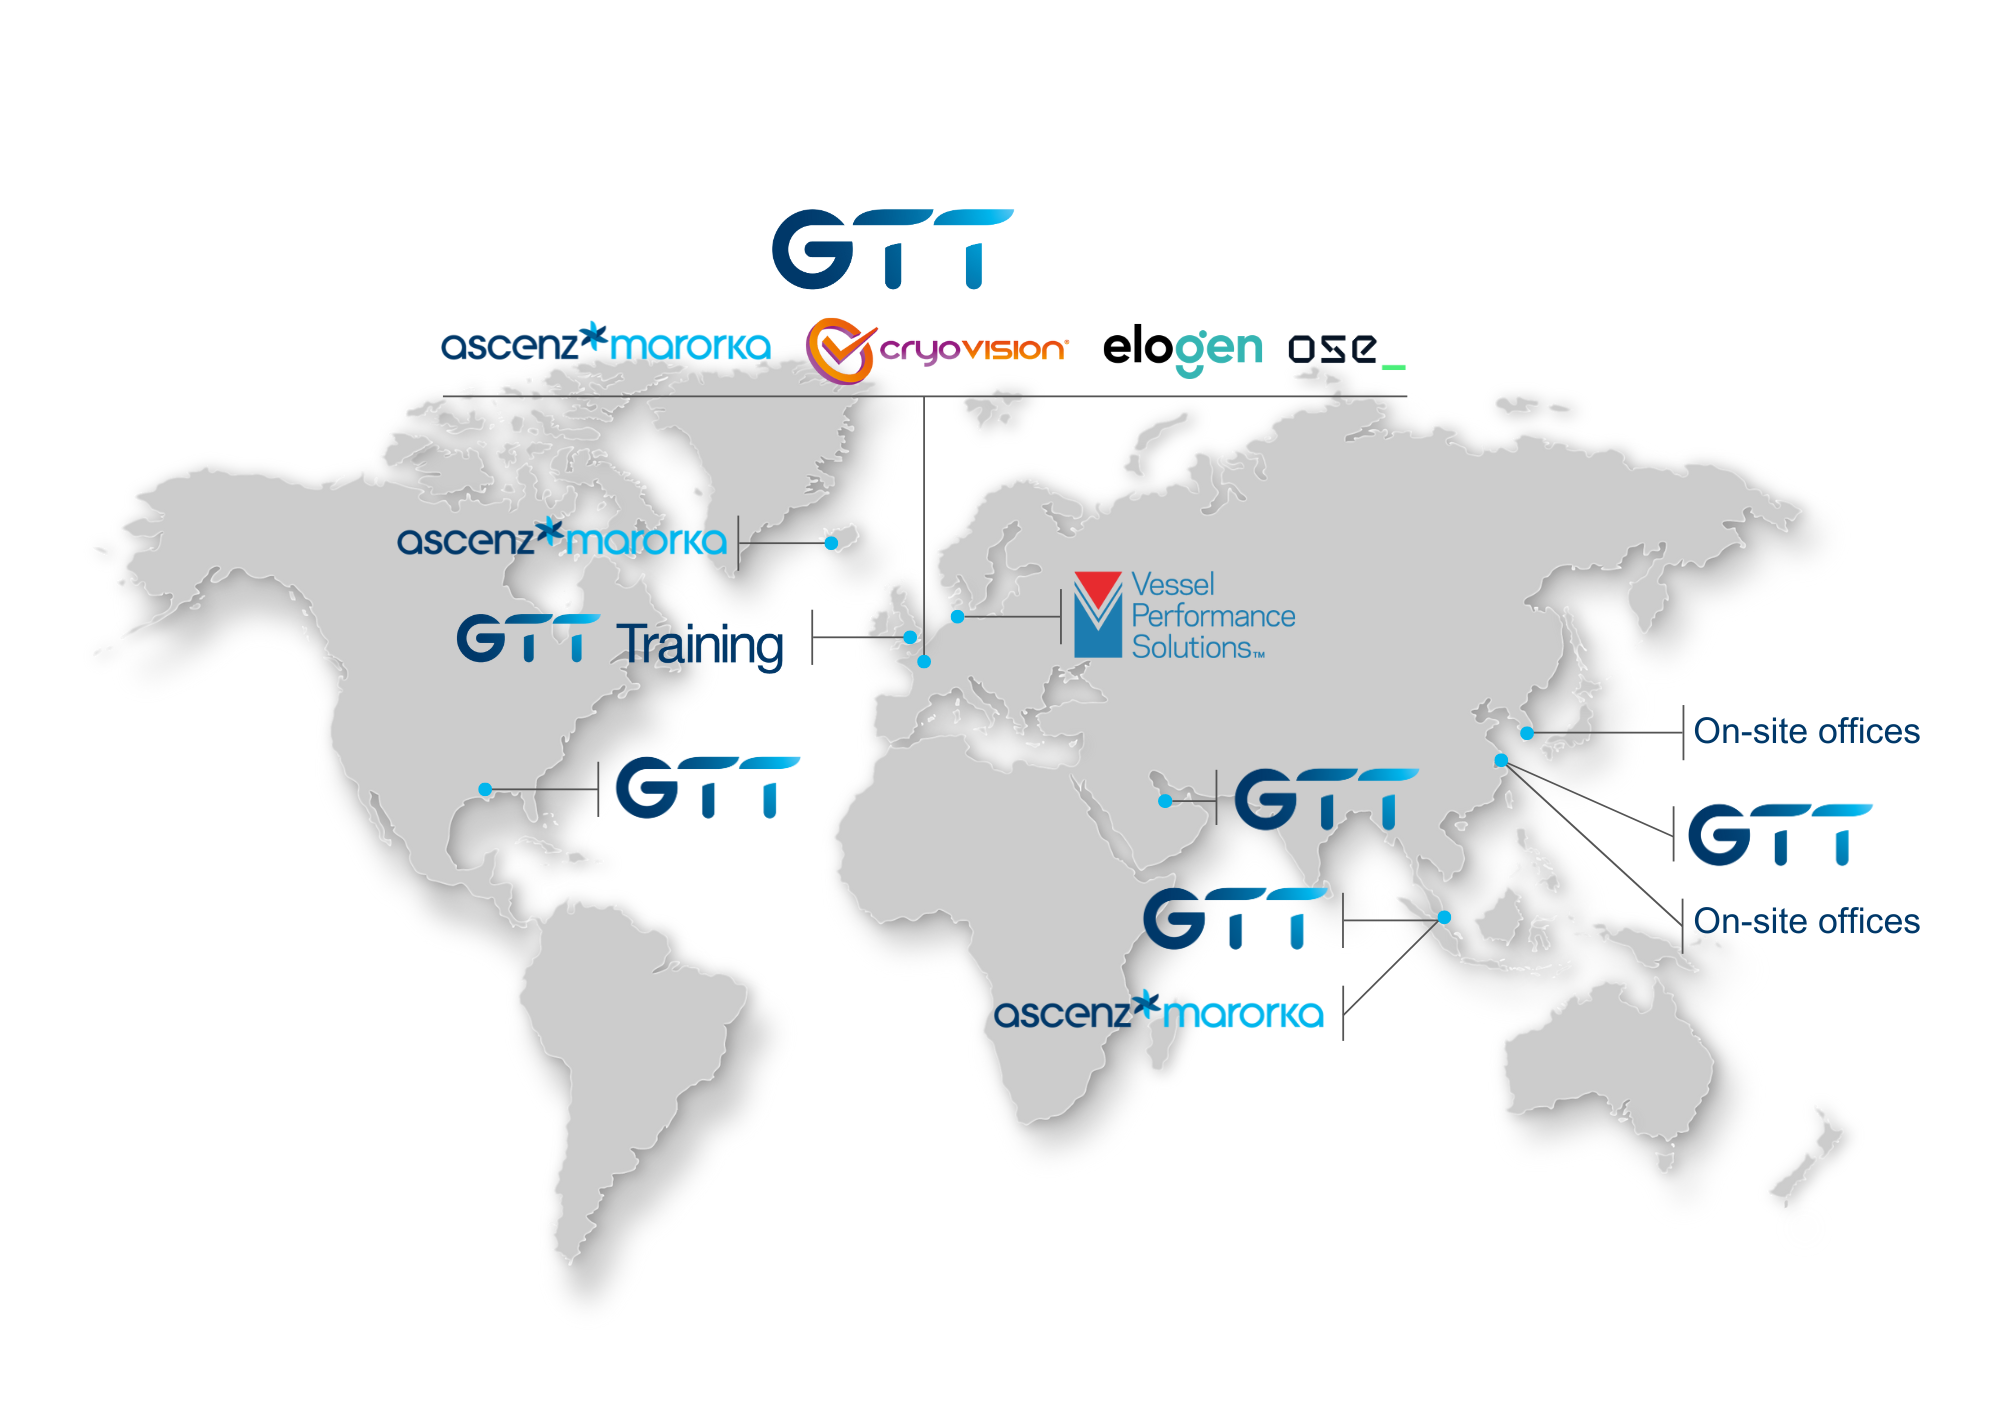 GTT
ascenz marorka
cryovision®
elogen
ose_
ascenz marorka
Vessel
Performance
Solutions™
GTT Training
On-site offices
GTT
GTT
GTT
GTT
On-site offices
ascenz marorka